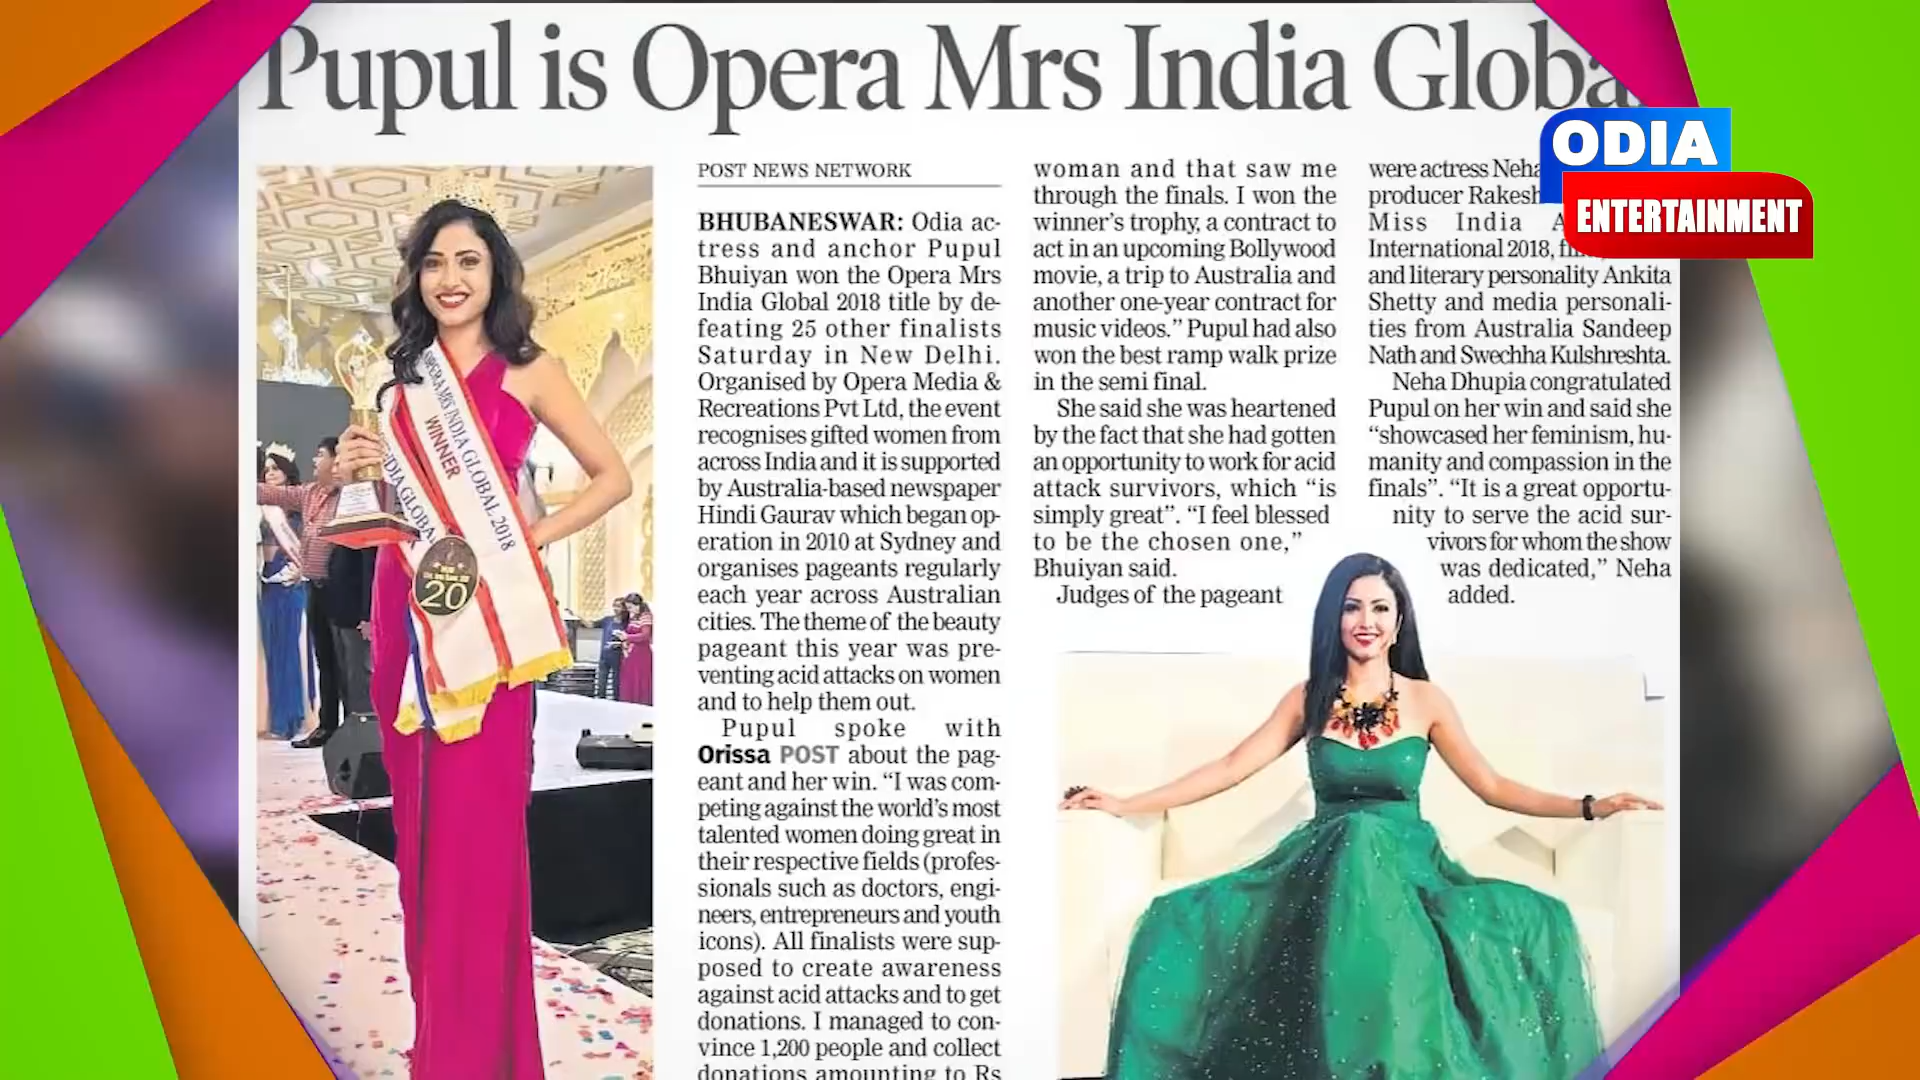 Pupul is Opera Mrs India Global
POST NEWS NETWORK
BHUBANESWAR: Odia ac-
tress and anchor Pupul
Bhuiyan won the Opera Mrs
India Global 2018 title by de-
feating 25 other finalists
Saturday in New Delhi.
Organised by Opera Media &
Recreations Pvt Ltd, the event
recognises gifted women from
across India and it is supported
by Australia-based newspaper
Hindi Gaurav which began op-
eration in 2010 at Sydney and
organises pageants regularly
each year across Australian
cities. The theme of the beauty
pageant this year was pre-
venting acid attacks on women
and to help them out.
Pupul spoke with
Orissa POST about the pag-
eant and her win. “I was com-
peting against the world’s most
talented women doing great in
their respective fields (profes-
sionals such as doctors, engi-
neers, entrepreneurs and youth
icons). All finalists were sup-
posed to create awareness
against acid attacks and to get
donations. I managed to con-
vince 1,200 people and collect
donations amounting to Rs
woman and that saw me
through the finals. I won the
winner’s trophy, a contract to
act in an upcoming Bollywood
movie, a trip to Australia and
another one-year contract for
music videos.” Pupul had also
won the best ramp walk prize
in the semi final.
She said she was heartened
by the fact that she had gotten
an opportunity to work for acid
attack survivors, which “is
simply great”. “I feel blessed
to be the chosen one,”
Bhuiyan said.
Judges of the pageant
were actress Neha
producer Rakesh
Miss India
International 2018,
and literary personality Ankita
Shetty and media personali-
ties from Australia Sandeep
Nath and Swechha Kulshreshta.
Neha Dhupia congratulated
Pupul on her win and said she
“showcased her feminism, hu-
manity and compassion in the
finals”. “It is a great opportu-
nity to serve the acid sur-
vivors for whom the show
was dedicated,” Neha
added.
OPERA MRS INDIA GLOBAL 2018
WINNER
INDIA GLOBAL
20
ODIA
ENTERTAINMENT